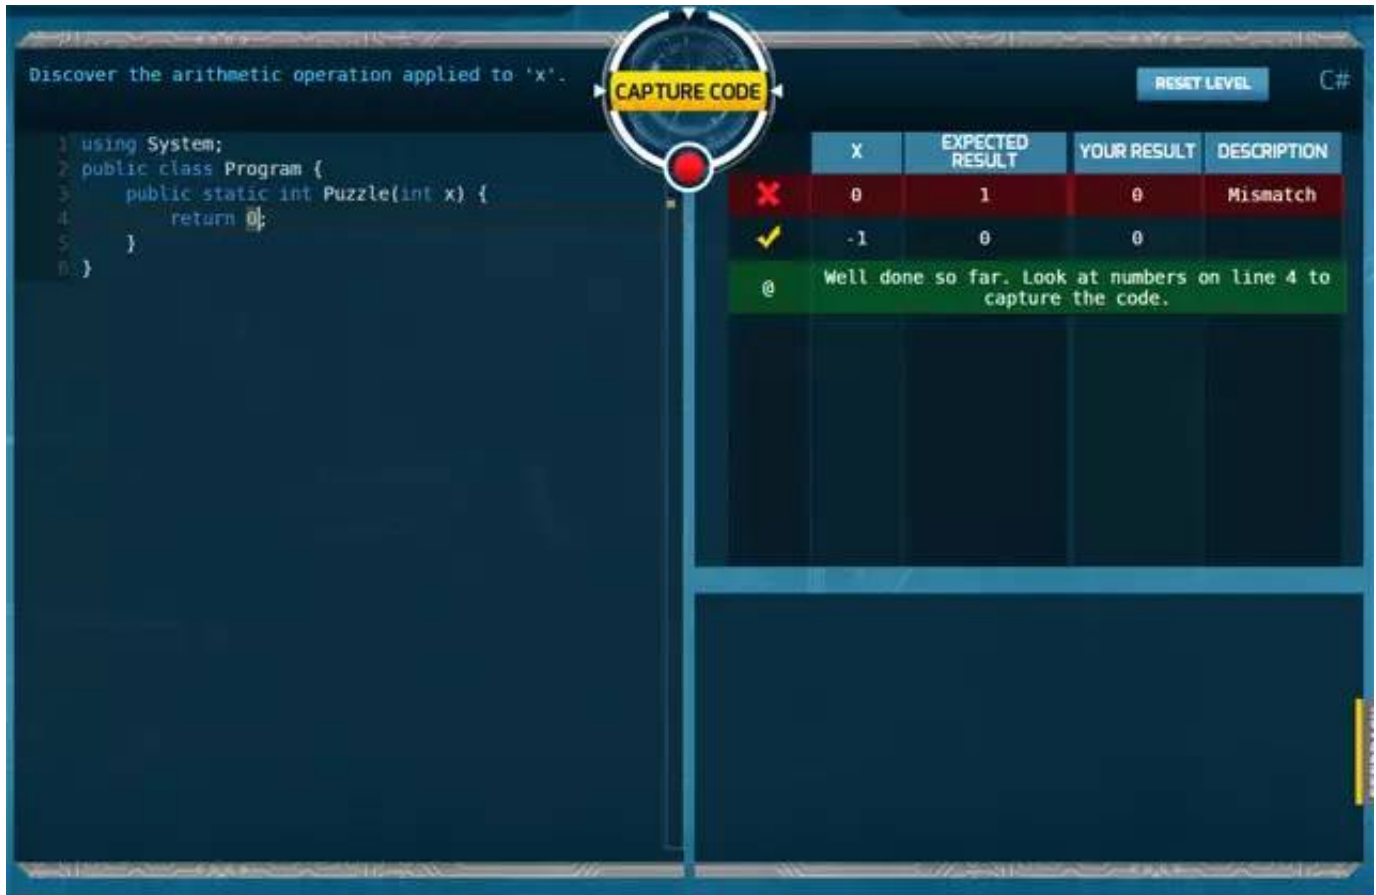 Discover the arithmetic operation applied to 'x'.
CAPTURE CODE
RESET LEVEL
C#
1 using System;
2 public class Program {
3 public static int Puzzle(int x) {
4 return 0;
5 }
6 }
X EXPECTED RESULT YOUR RESULT DESCRIPTION
0 1 0 Mismatch
-1 0 0
@ Well done so far. Look at numbers on line 4 to
capture the code.